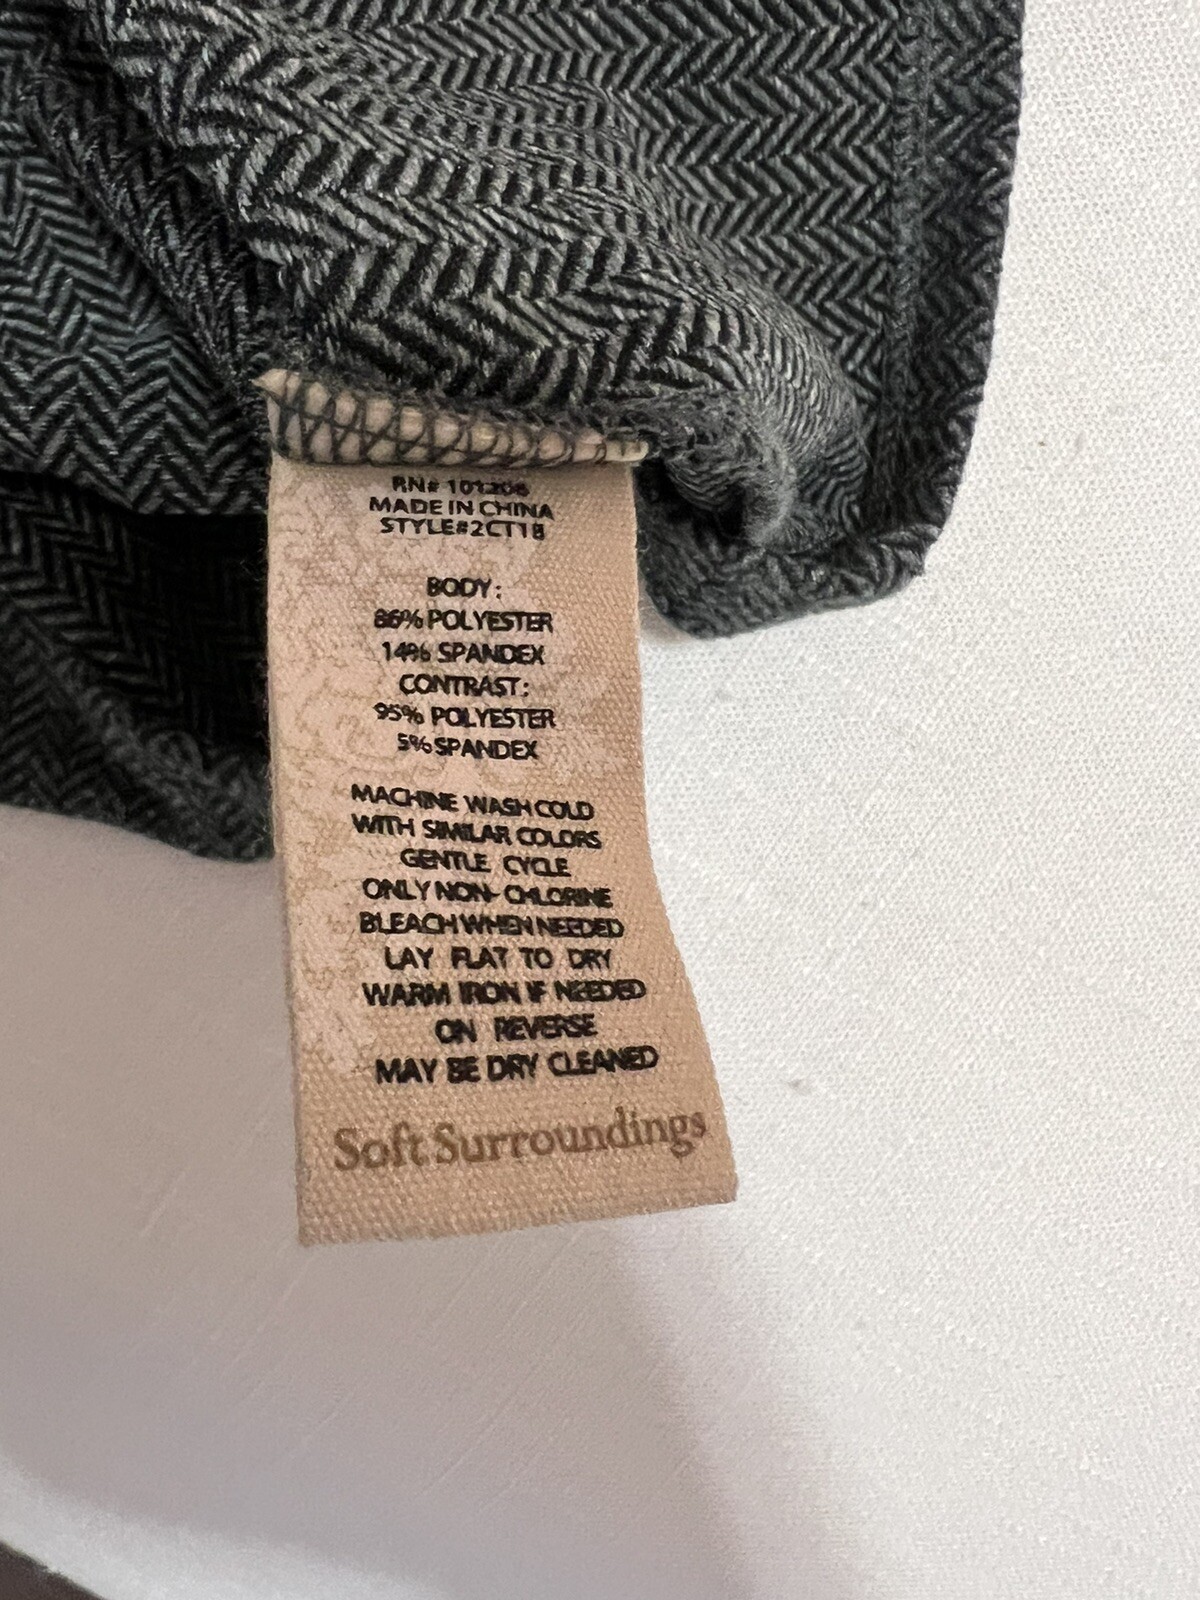 RN# 101206
MADE IN CHINA
STYLE#2CT18
BODY:
86% POLYESTER
14% SPANDEX
CONTRAST:
95% POLYESTER
5% SPANDEX
MACHINE WASH COLD
WITH SIMILAR COLORS
GENTLE CYCLE
ONLY NON-CHLORINE
BLEACH WHEN NEEDED
LAY FLAT TO DRY
WARM IRON IF NEEDED
ON REVERSE
MAY BE DRY CLEANED
Soft Surroundings